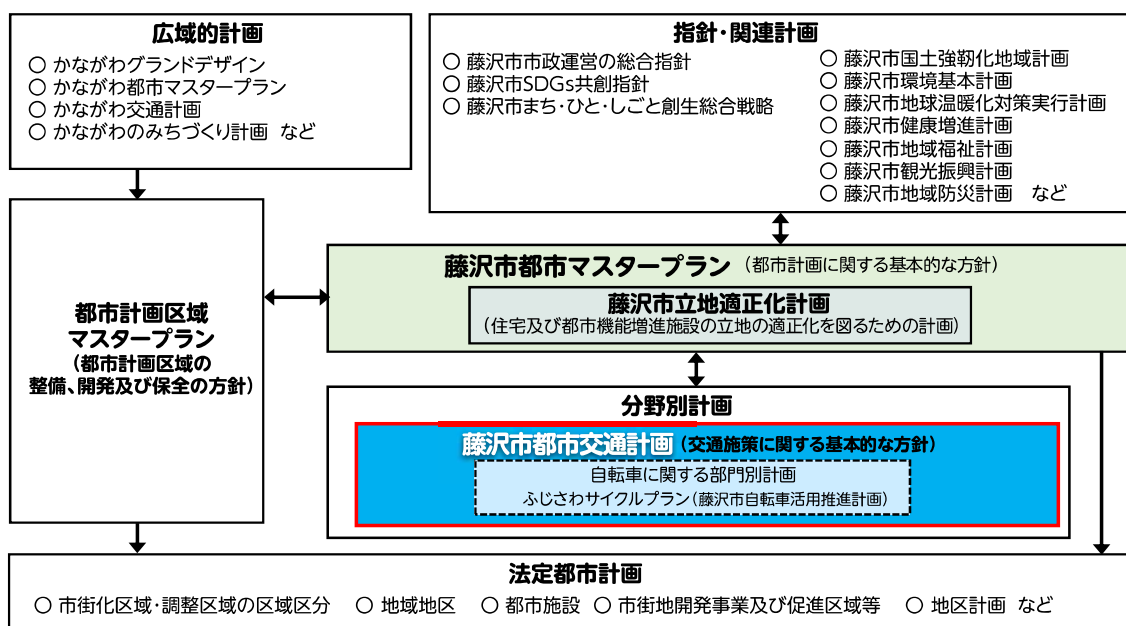 広域的計画
○ かながわグランドデザイン
○ かながわ都市マスタープラン
○ かながわ交通計画
○ かながわのみちづくり計画 など
指針・関連計画
○ 藤沢市市政運営の総合指針
○ 藤沢市SDGs共創指針
○ 藤沢市まち・ひと・しごと創生総合戦略
○ 藤沢市国土強靭化地域計画
○ 藤沢市環境基本計画
○ 藤沢市地球温暖化対策実行計画
○ 藤沢市健康増進計画
○ 藤沢市地域福祉計画
○ 藤沢市観光振興計画
○ 藤沢市地域防災計画 など
都市計画区域
マスタープラン
(都市計画区域の
整備、開発及び保全の方針)
藤沢市都市マスタープラン (都市計画に関する基本的な方針)
藤沢市立地適正化計画
(住宅及び都市機能増進施設の立地の適正化を図るための計画)
分野別計画
藤沢市都市交通計画 (交通施策に関する基本的な方針)
自転車に関する部門別計画
ふじさわサイクルプラン(藤沢市自転車活用推進計画)
法定都市計画
○ 市街化区域・調整区域の区域区分 ○ 地域地区 ○ 都市施設 ○ 市街地開発事業及び促進区域等 ○ 地区計画 など